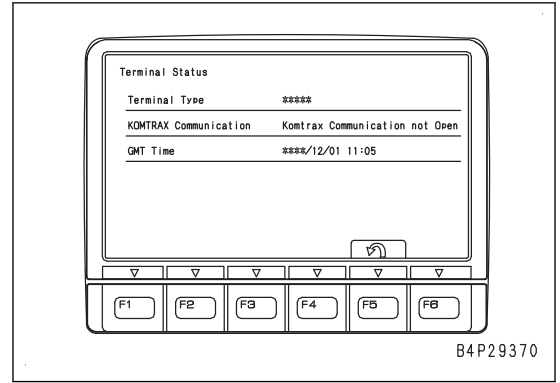 Terminal Status
Terminal Type *****
KOMTRAX Communication Komtrax Communication not Open
GMT Time ****/12/01 11:05
F1 F2 F3 F4 F5 F6
B4P29370